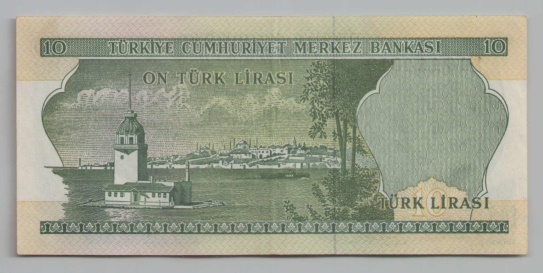 10 TÜRKİYE CUMHURİYET MERKEZ BANKASI 10
ON TÜRK LİRASI
10
TÜRK LİRASI